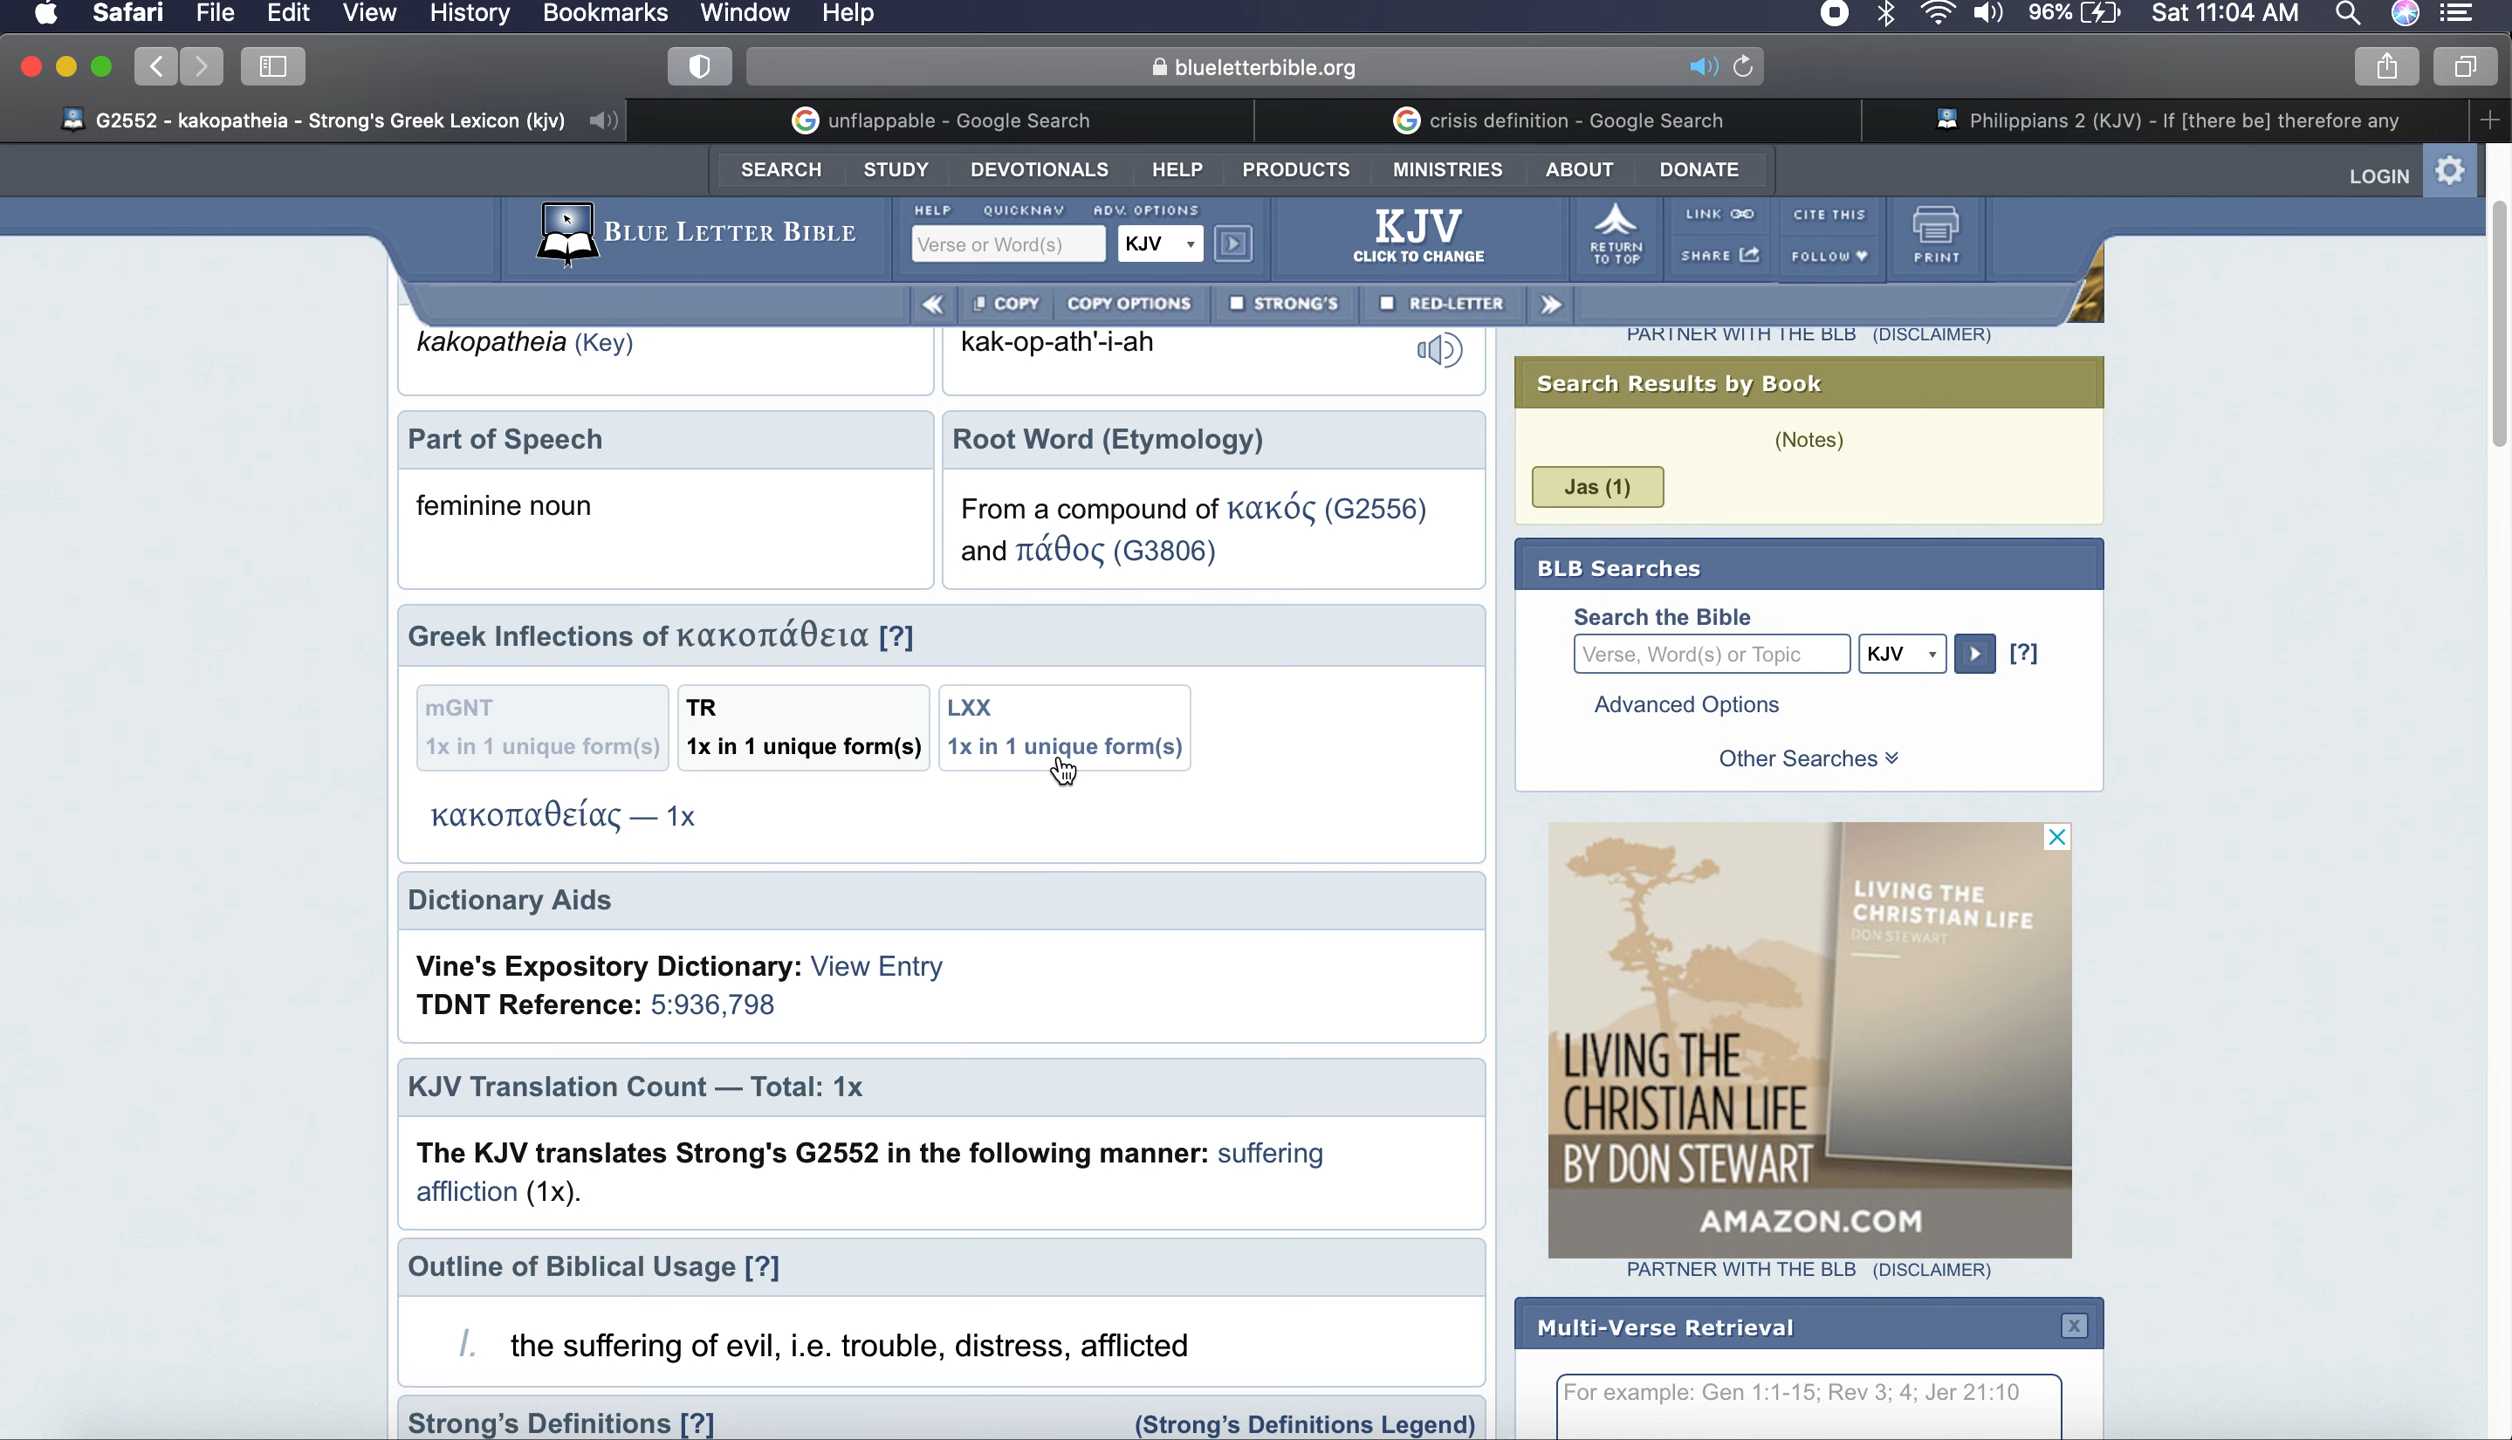 Safari File Edit View History Bookmarks Window Help 96% Sat 11:04 AM
blueletterbible.org
G2552 - kakopatheia - Strong's Greek Lexicon (kjv)
unflappable - Google Search
crisis definition - Google Search
Philippians 2 (KJV) - If [there be] therefore any
SEARCH STUDY DEVOTIONALS HELP PRODUCTS MINISTRIES ABOUT DONATE
LOGIN
BLUE LETTER BIBLE
HELP QUICKNAV ADV. OPTIONS
Verse or Word(s) KJV
KJV
CLICK TO CHANGE
RETURN
TO TOP
LINK
SHARE
CITE THIS
FOLLOW
PRINT
COPY COPY OPTIONS STRONG'S RED-LETTER
kakopatheia (Key)
kak-op-ath'-i-ah
Part of Speech
feminine noun
Root Word (Etymology)
From a compound of κακός (G2556)
and πάθος (G3806)
Greek Inflections of κακοπάθεια [?]
mGNT
1x in 1 unique form(s)
TR
1x in 1 unique form(s)
LXX
1x in 1 unique form(s)
κακοπαθείας — 1x
Dictionary Aids
Vine's Expository Dictionary: View Entry
TDNT Reference: 5:936,798
KJV Translation Count — Total: 1x
The KJV translates Strong's G2552 in the following manner: suffering
affliction (1x).
Outline of Biblical Usage [?]
I. the suffering of evil, i.e. trouble, distress, afflicted
Strong's Definitions [?] (Strong's Definitions Legend)
PARTNER WITH THE BLB (DISCLAIMER)
Search Results by Book
(Notes)
Jas (1)
BLB Searches
Search the Bible
Verse, Word(s) or Topic KJV [?]
Advanced Options
Other Searches
LIVING THE
CHRISTIAN LIFE
DON STEWART
LIVING THE
CHRISTIAN LIFE
BY DON STEWART
AMAZON.COM
PARTNER WITH THE BLB (DISCLAIMER)
Multi-Verse Retrieval x
For example: Gen 1:1-15; Rev 3; 4; Jer 21:10